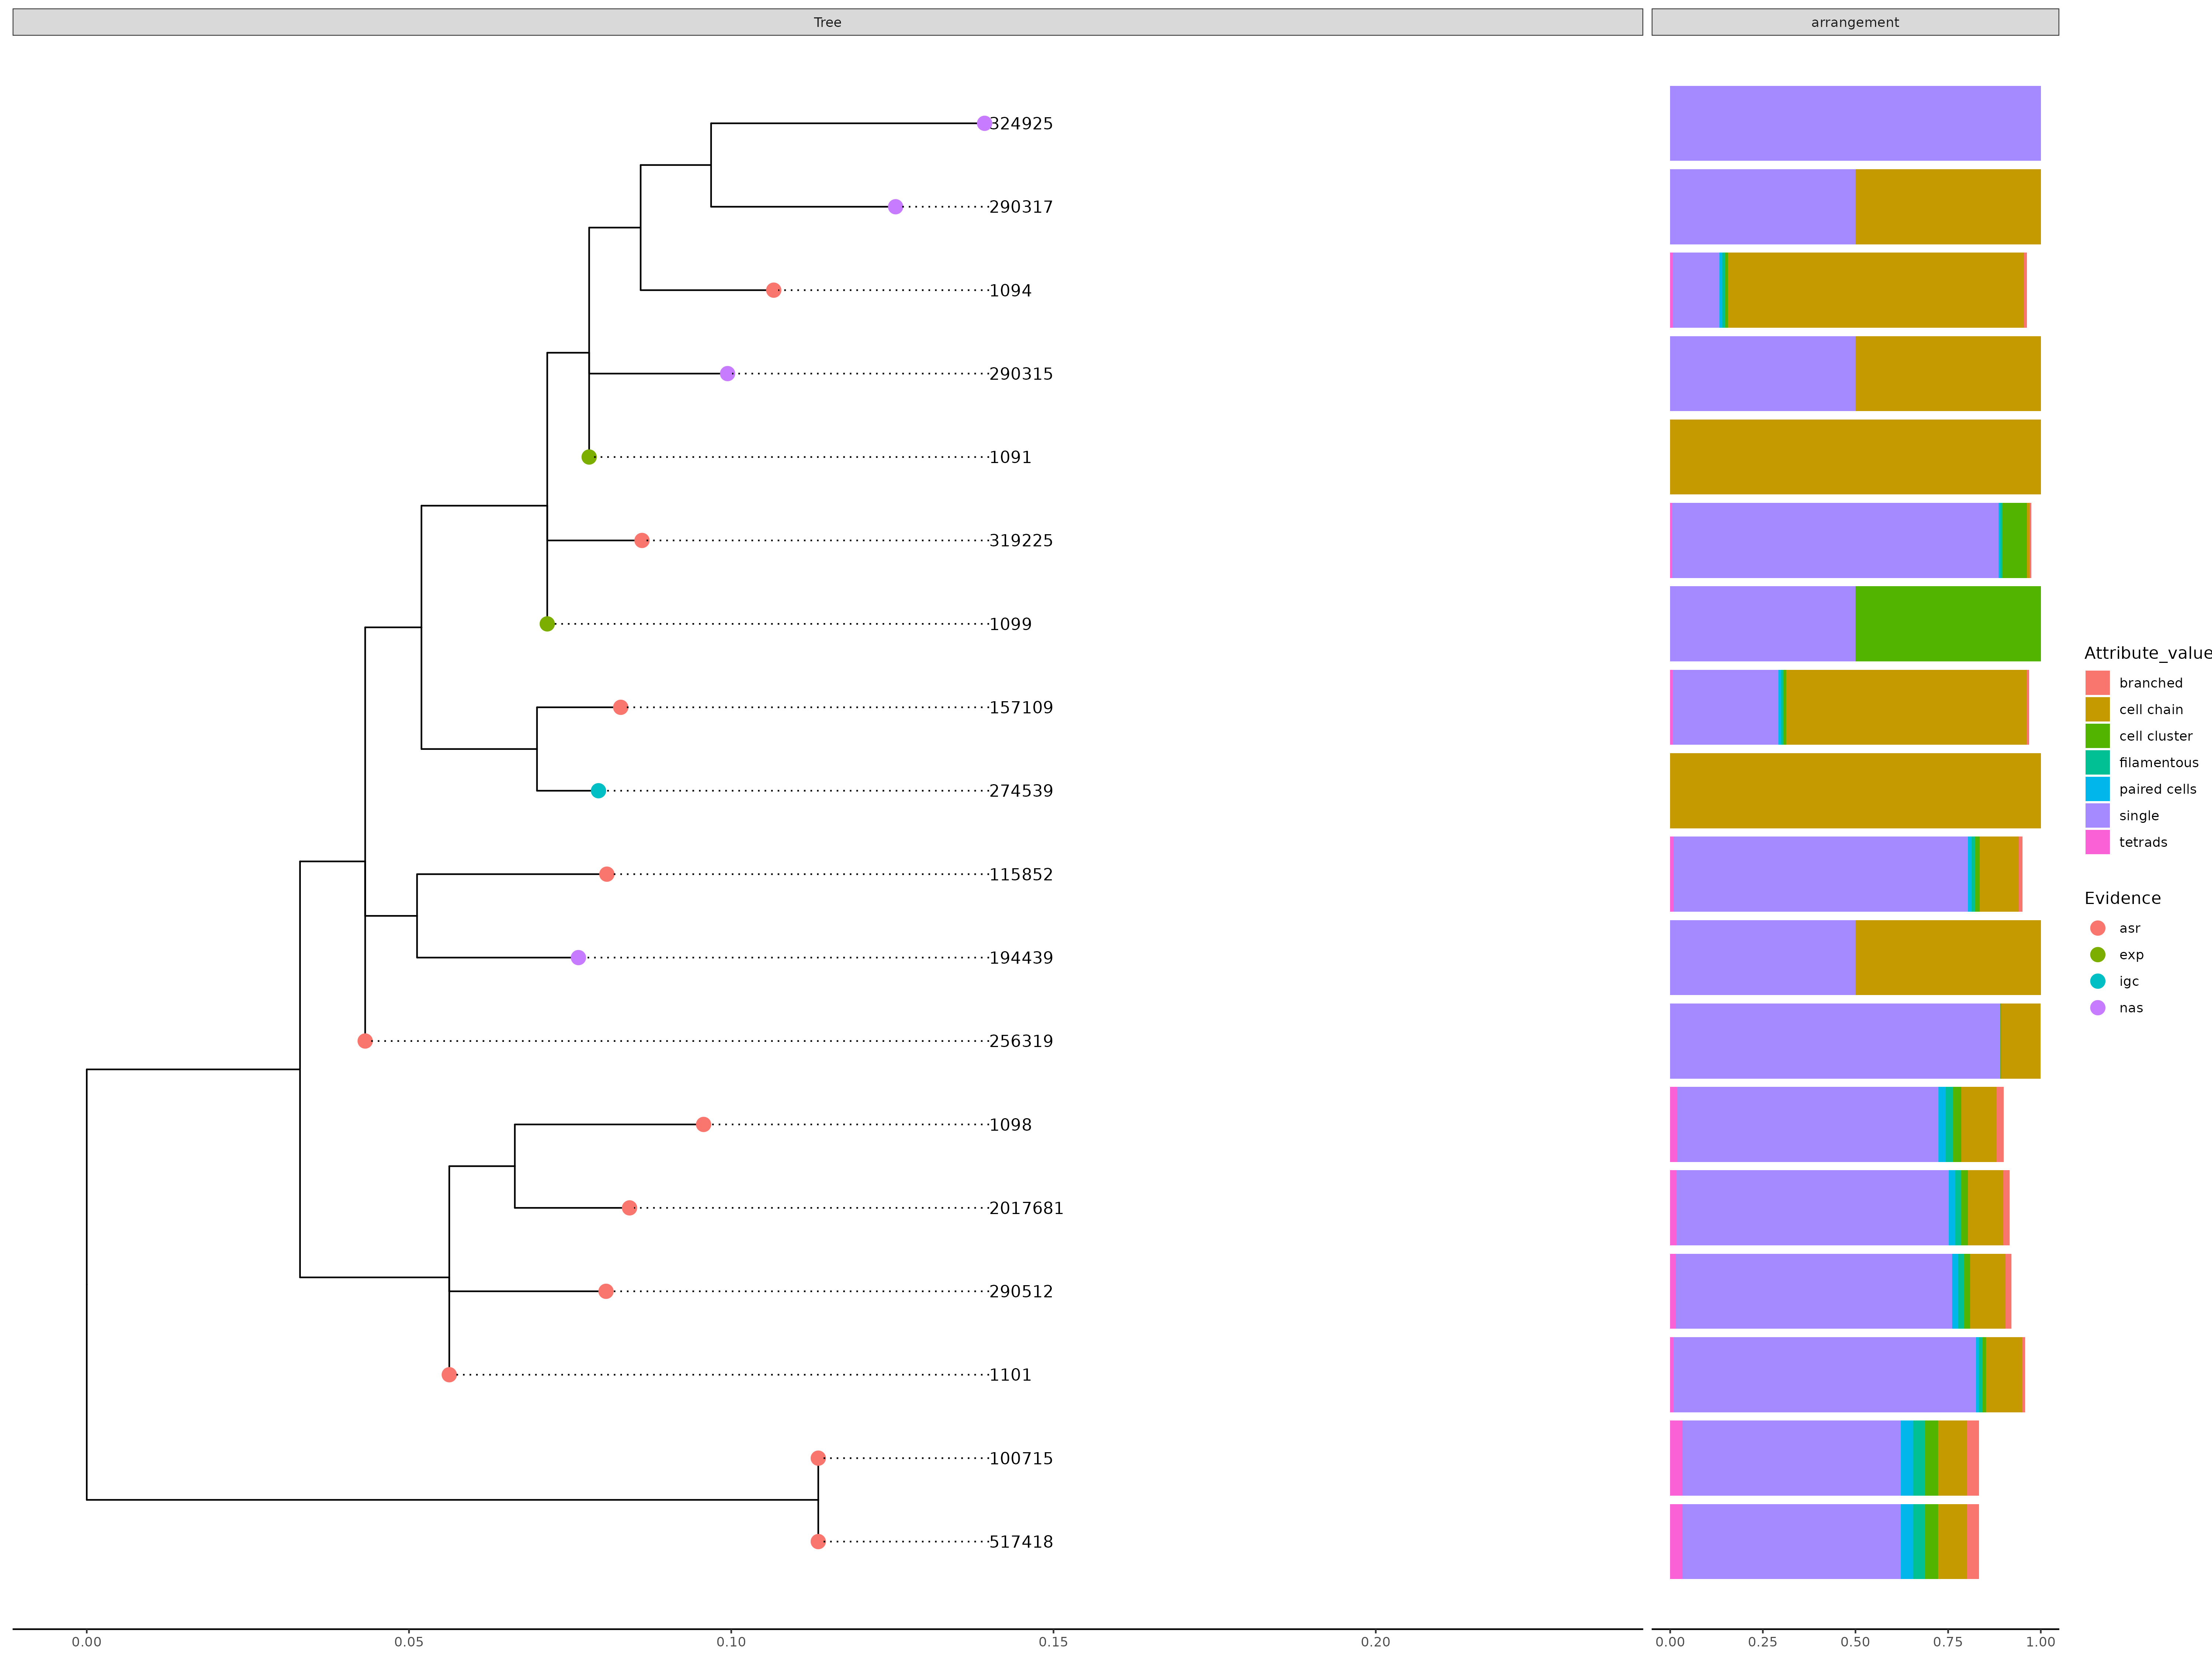 Tree
arrangement
324925
290317
1094
290315
1091
319225
1099
157109
274539
115852
194439
256319
1098
2017681
290512
1101
100715
517418
0.00 0.05 0.10 0.15 0.20
0.00 0.25 0.50 0.75 1.00
Attribute_value
branched
cell chain
cell cluster
filamentous
paired cells
single
tetrads
Evidence
asr
exp
igc
nas